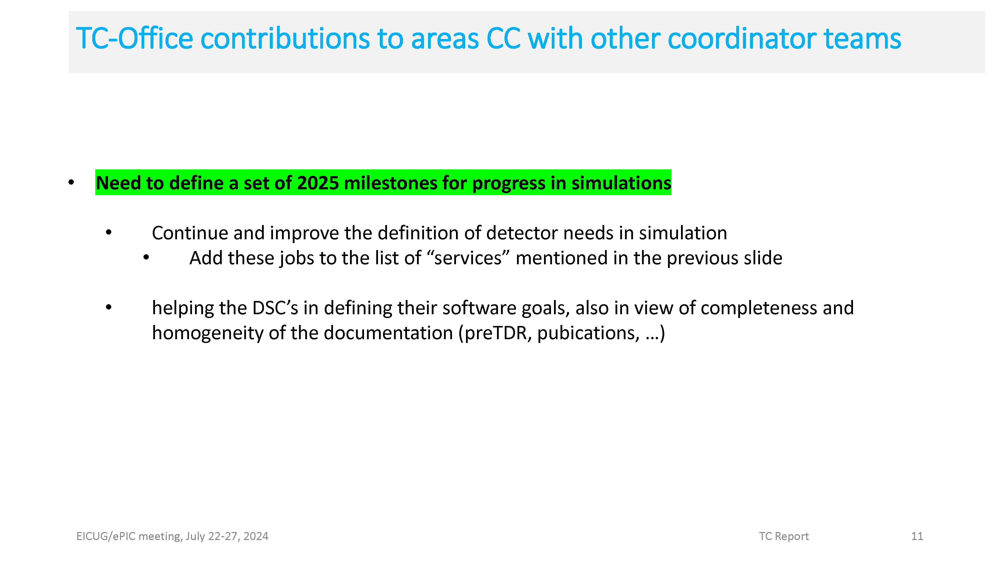 TC-Office contributions to areas CC with other coordinator teams
• Need to define a set of 2025 milestones for progress in simulations
• Continue and improve the definition of detector needs in simulation
• Add these jobs to the list of “services” mentioned in the previous slide
• helping the DSC’s in defining their software goals, also in view of completeness and
homogeneity of the documentation (preTDR, pubications, …)
EICUG/ePIC meeting, July 22-27, 2024
TC Report
11